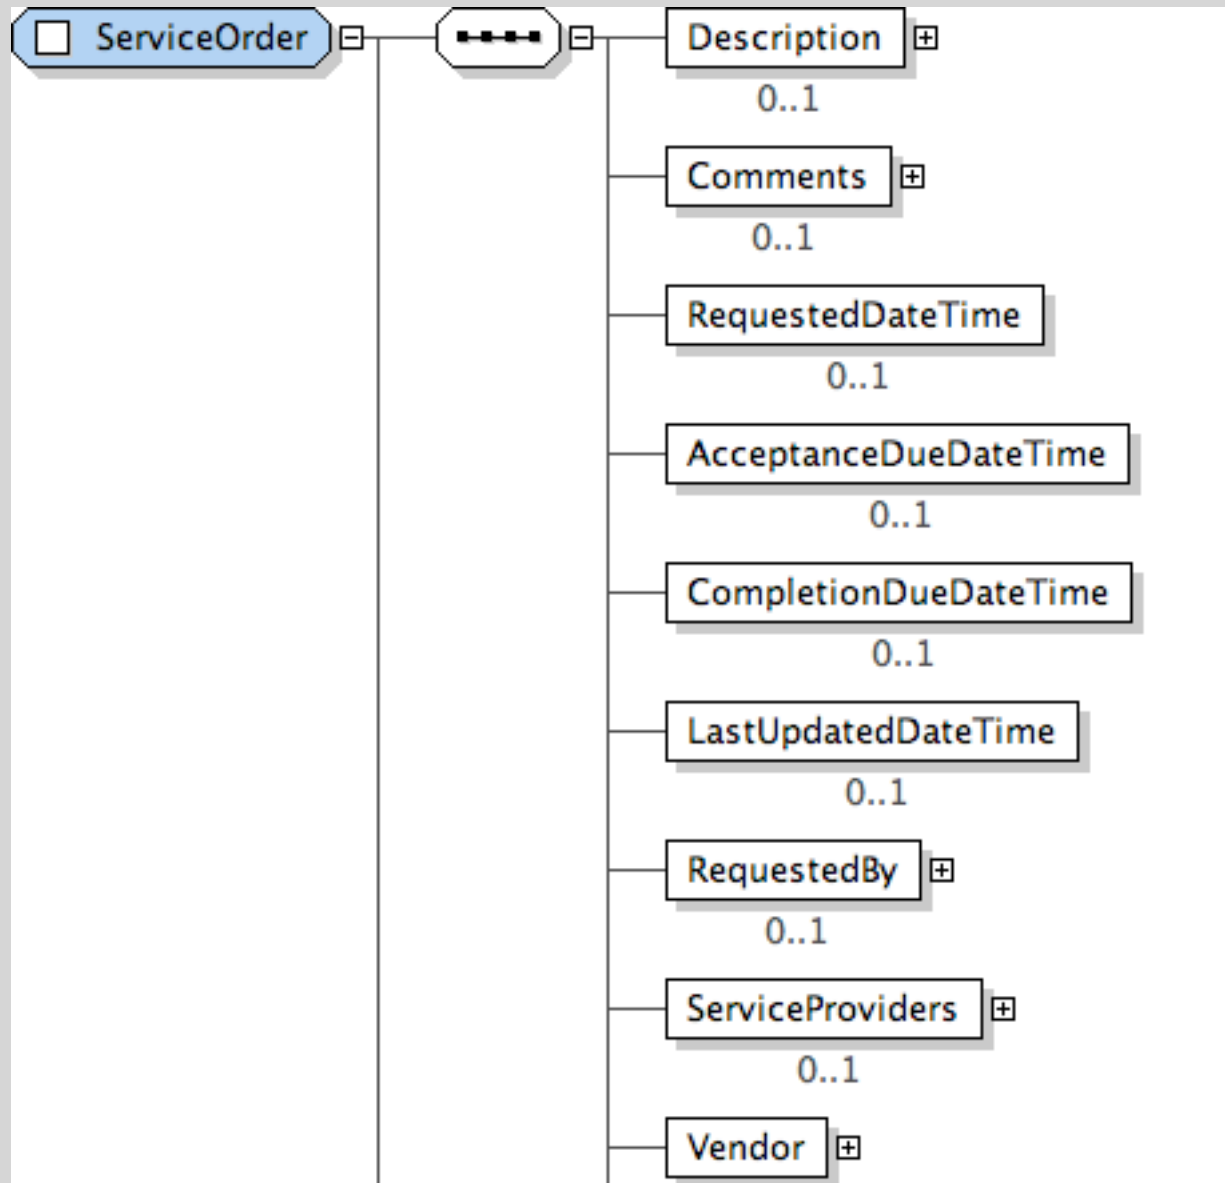 ServiceOrder
Description
0..1
Comments
0..1
RequestedDateTime
0..1
AcceptanceDueDateTime
0..1
CompletionDueDateTime
0..1
LastUpdatedDateTime
0..1
RequestedBy
0..1
ServiceProviders
0..1
Vendor